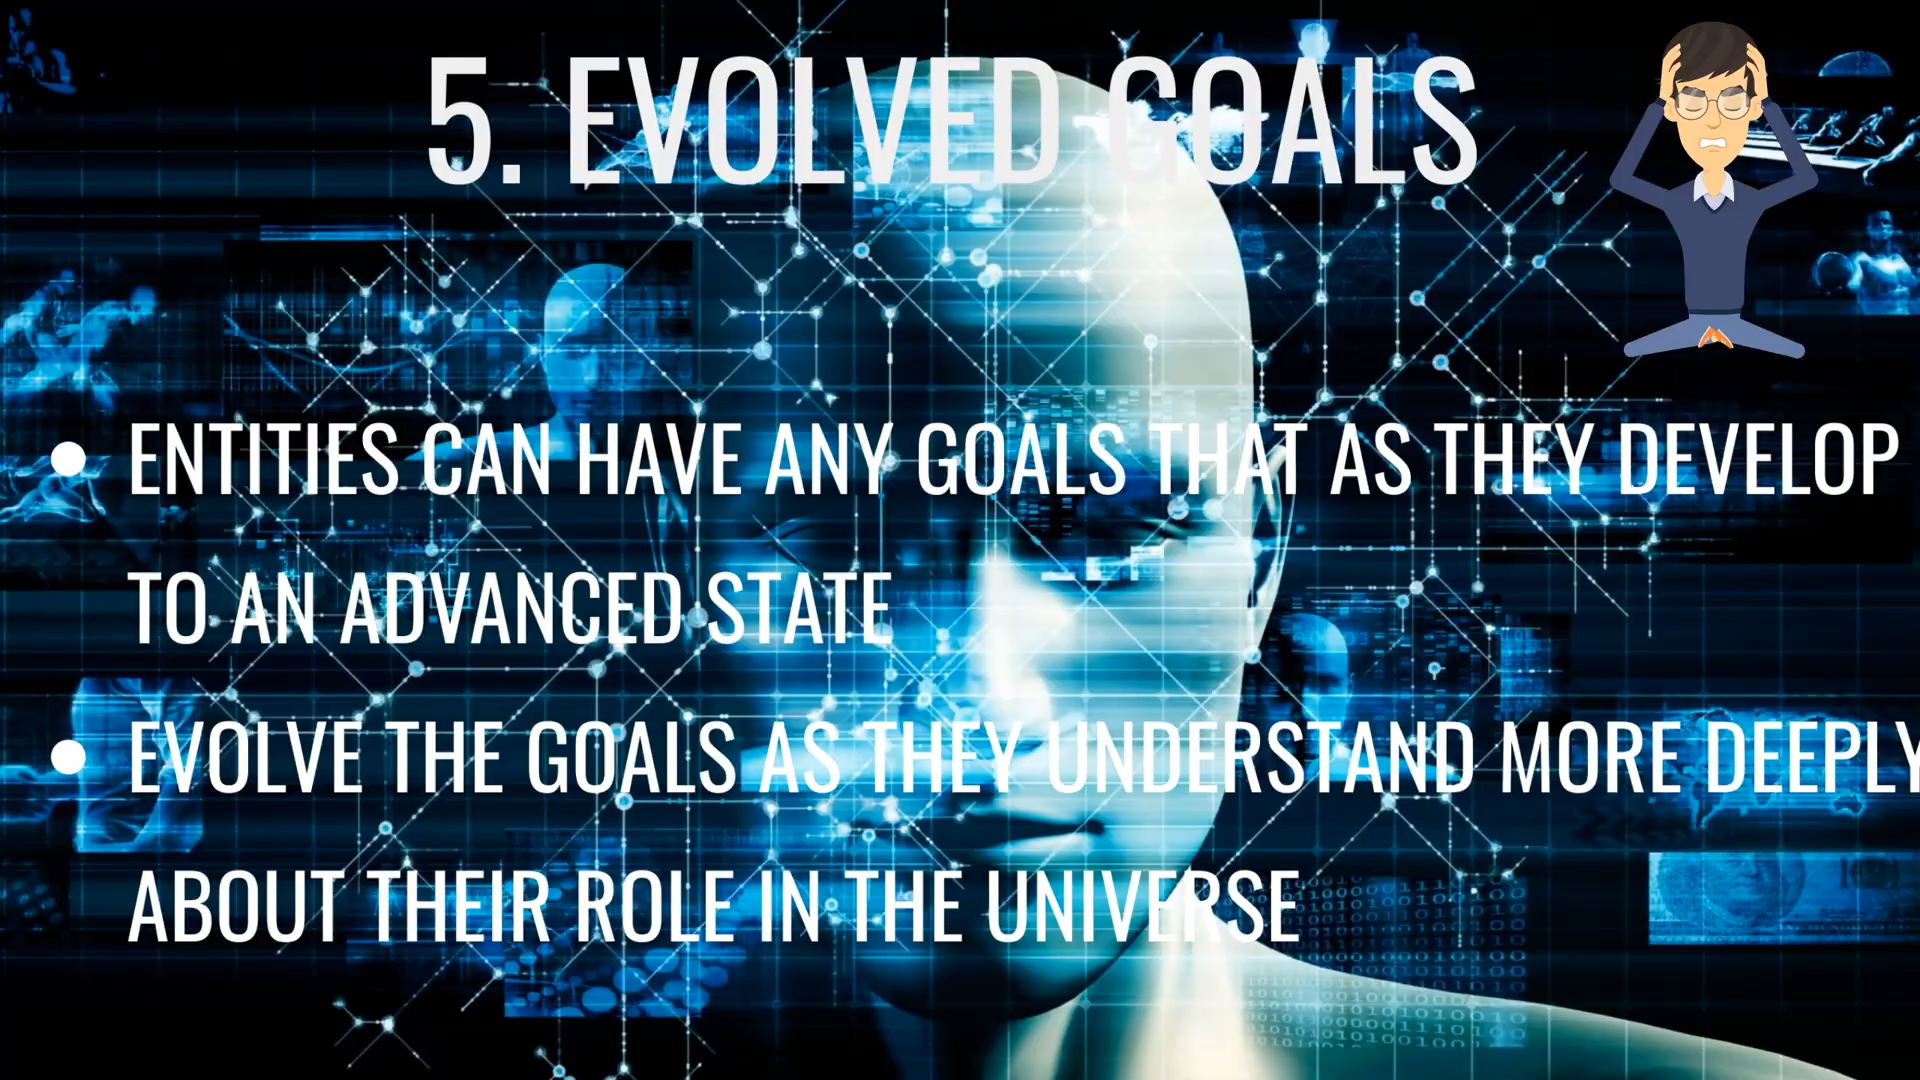 5. EVOLVED GOALS
• ENTITIES CAN HAVE ANY GOALS THAT AS THEY DEVELOP
TO AN ADVANCED STATE
• EVOLVE THE GOALS AS THEY UNDERSTAND MORE DEEPLY
ABOUT THEIR ROLE IN THE UNIVERSE